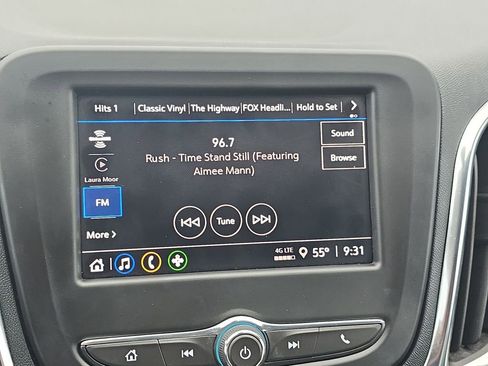 Hits 1 Classic Vinyl The Highway FOX Headli... Hold to Set
96.7
Sound
Rush - Time Stand Still (Featuring
Aimee Mann)
Browse
Laura Moor
FM
Tune
More >
4G LTE
55° 9:31